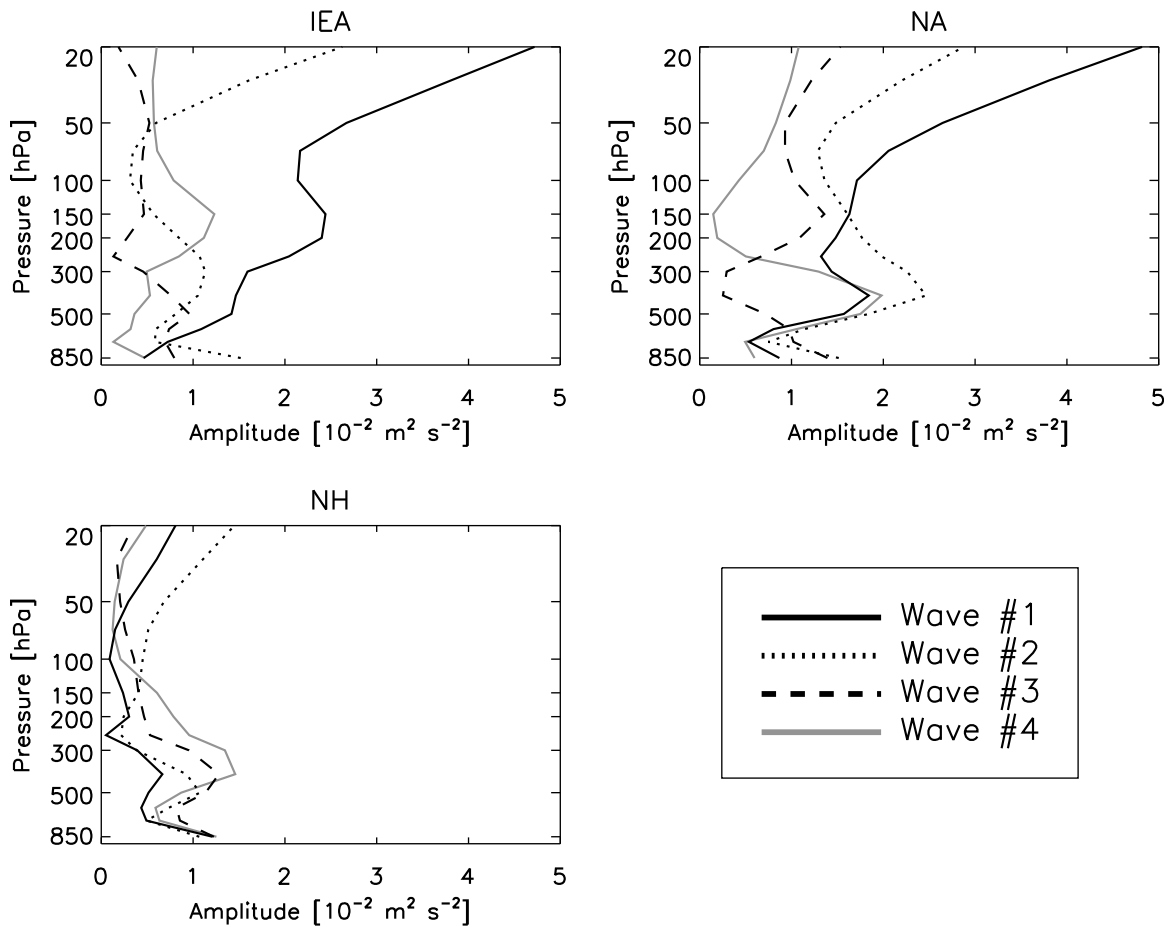 IEA
20
50
100
150
200
300
500
850
Pressure [hPa]
0 1 2 3 4 5
Amplitude [10⁻² m² s⁻²]
NA
20
50
100
150
200
300
500
850
Pressure [hPa]
0 1 2 3 4 5
Amplitude [10⁻² m² s⁻²]
NH
20
50
100
150
200
300
500
850
Pressure [hPa]
0 1 2 3 4 5
Amplitude [10⁻² m² s⁻²]
Wave #1
Wave #2
Wave #3
Wave #4